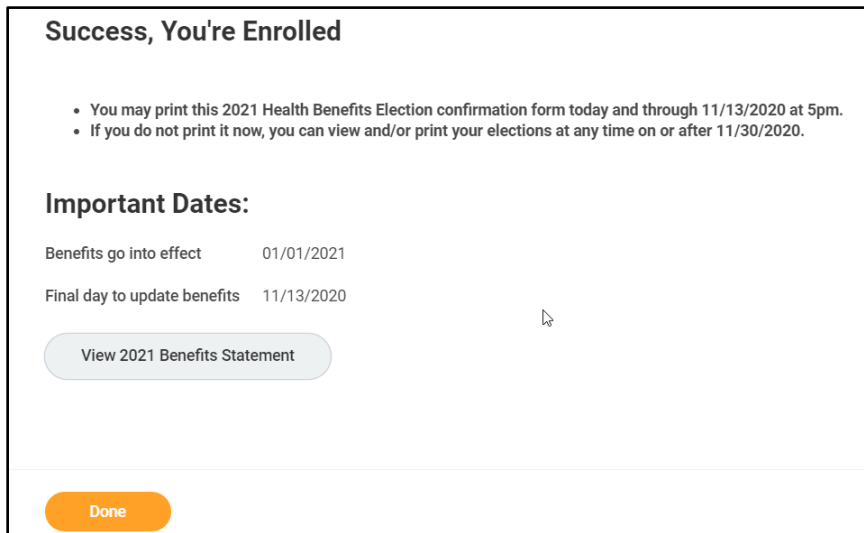 Success, You're Enrolled
• You may print this 2021 Health Benefits Election confirmation form today and through 11/13/2020 at 5pm.
• If you do not print it now, you can view and/or print your elections at any time on or after 11/30/2020.
Important Dates:
Benefits go into effect 01/01/2021
Final day to update benefits 11/13/2020
View 2021 Benefits Statement
Done